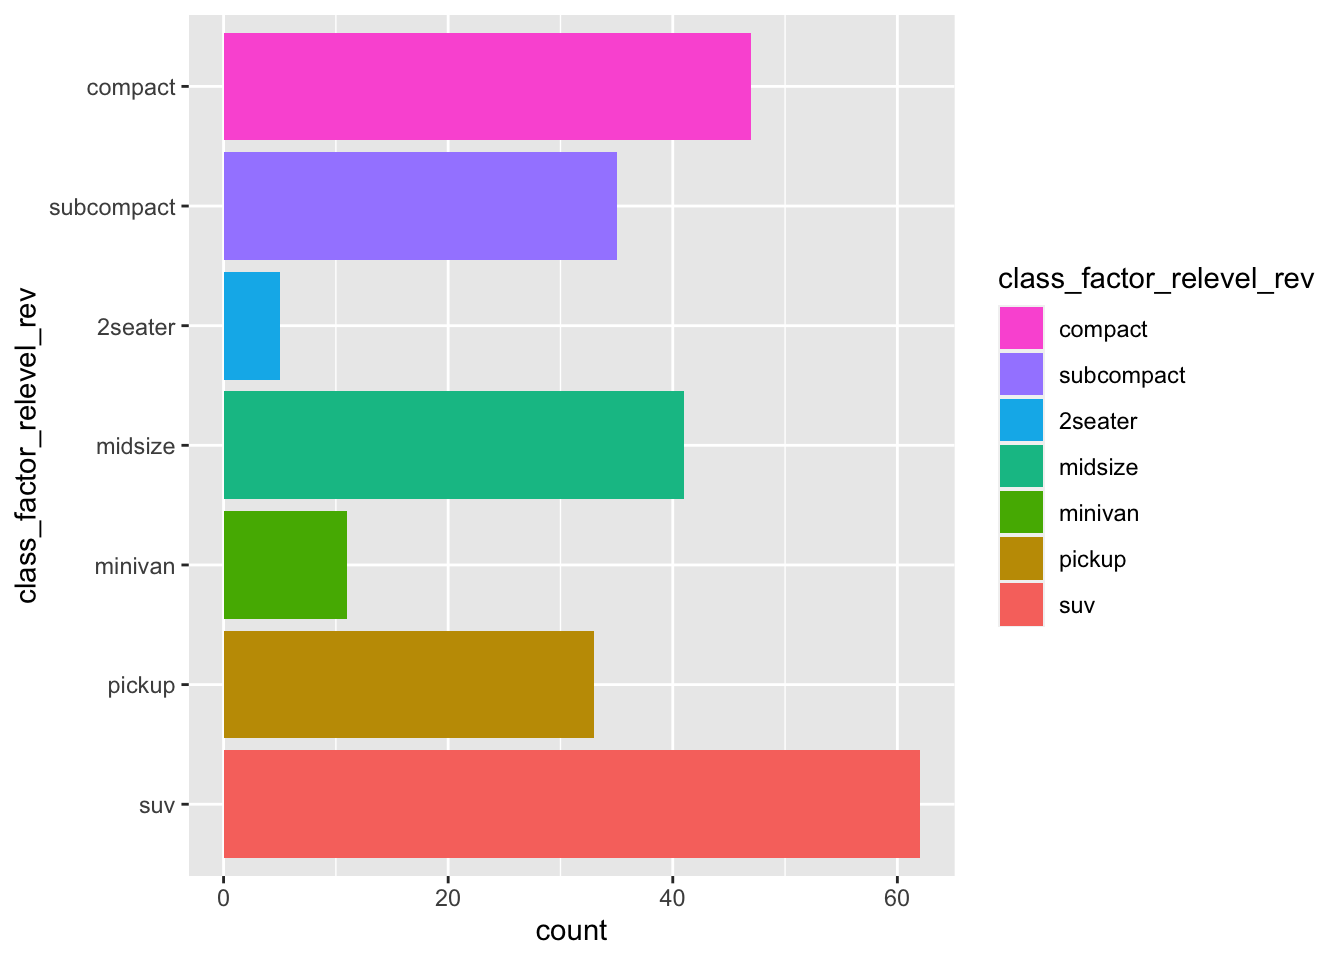 class_factor_relevel_rev
compact
subcompact
2seater
midsize
minivan
pickup
suv
0 20 40 60
count
class_factor_relevel_rev
compact
subcompact
2seater
midsize
minivan
pickup
suv